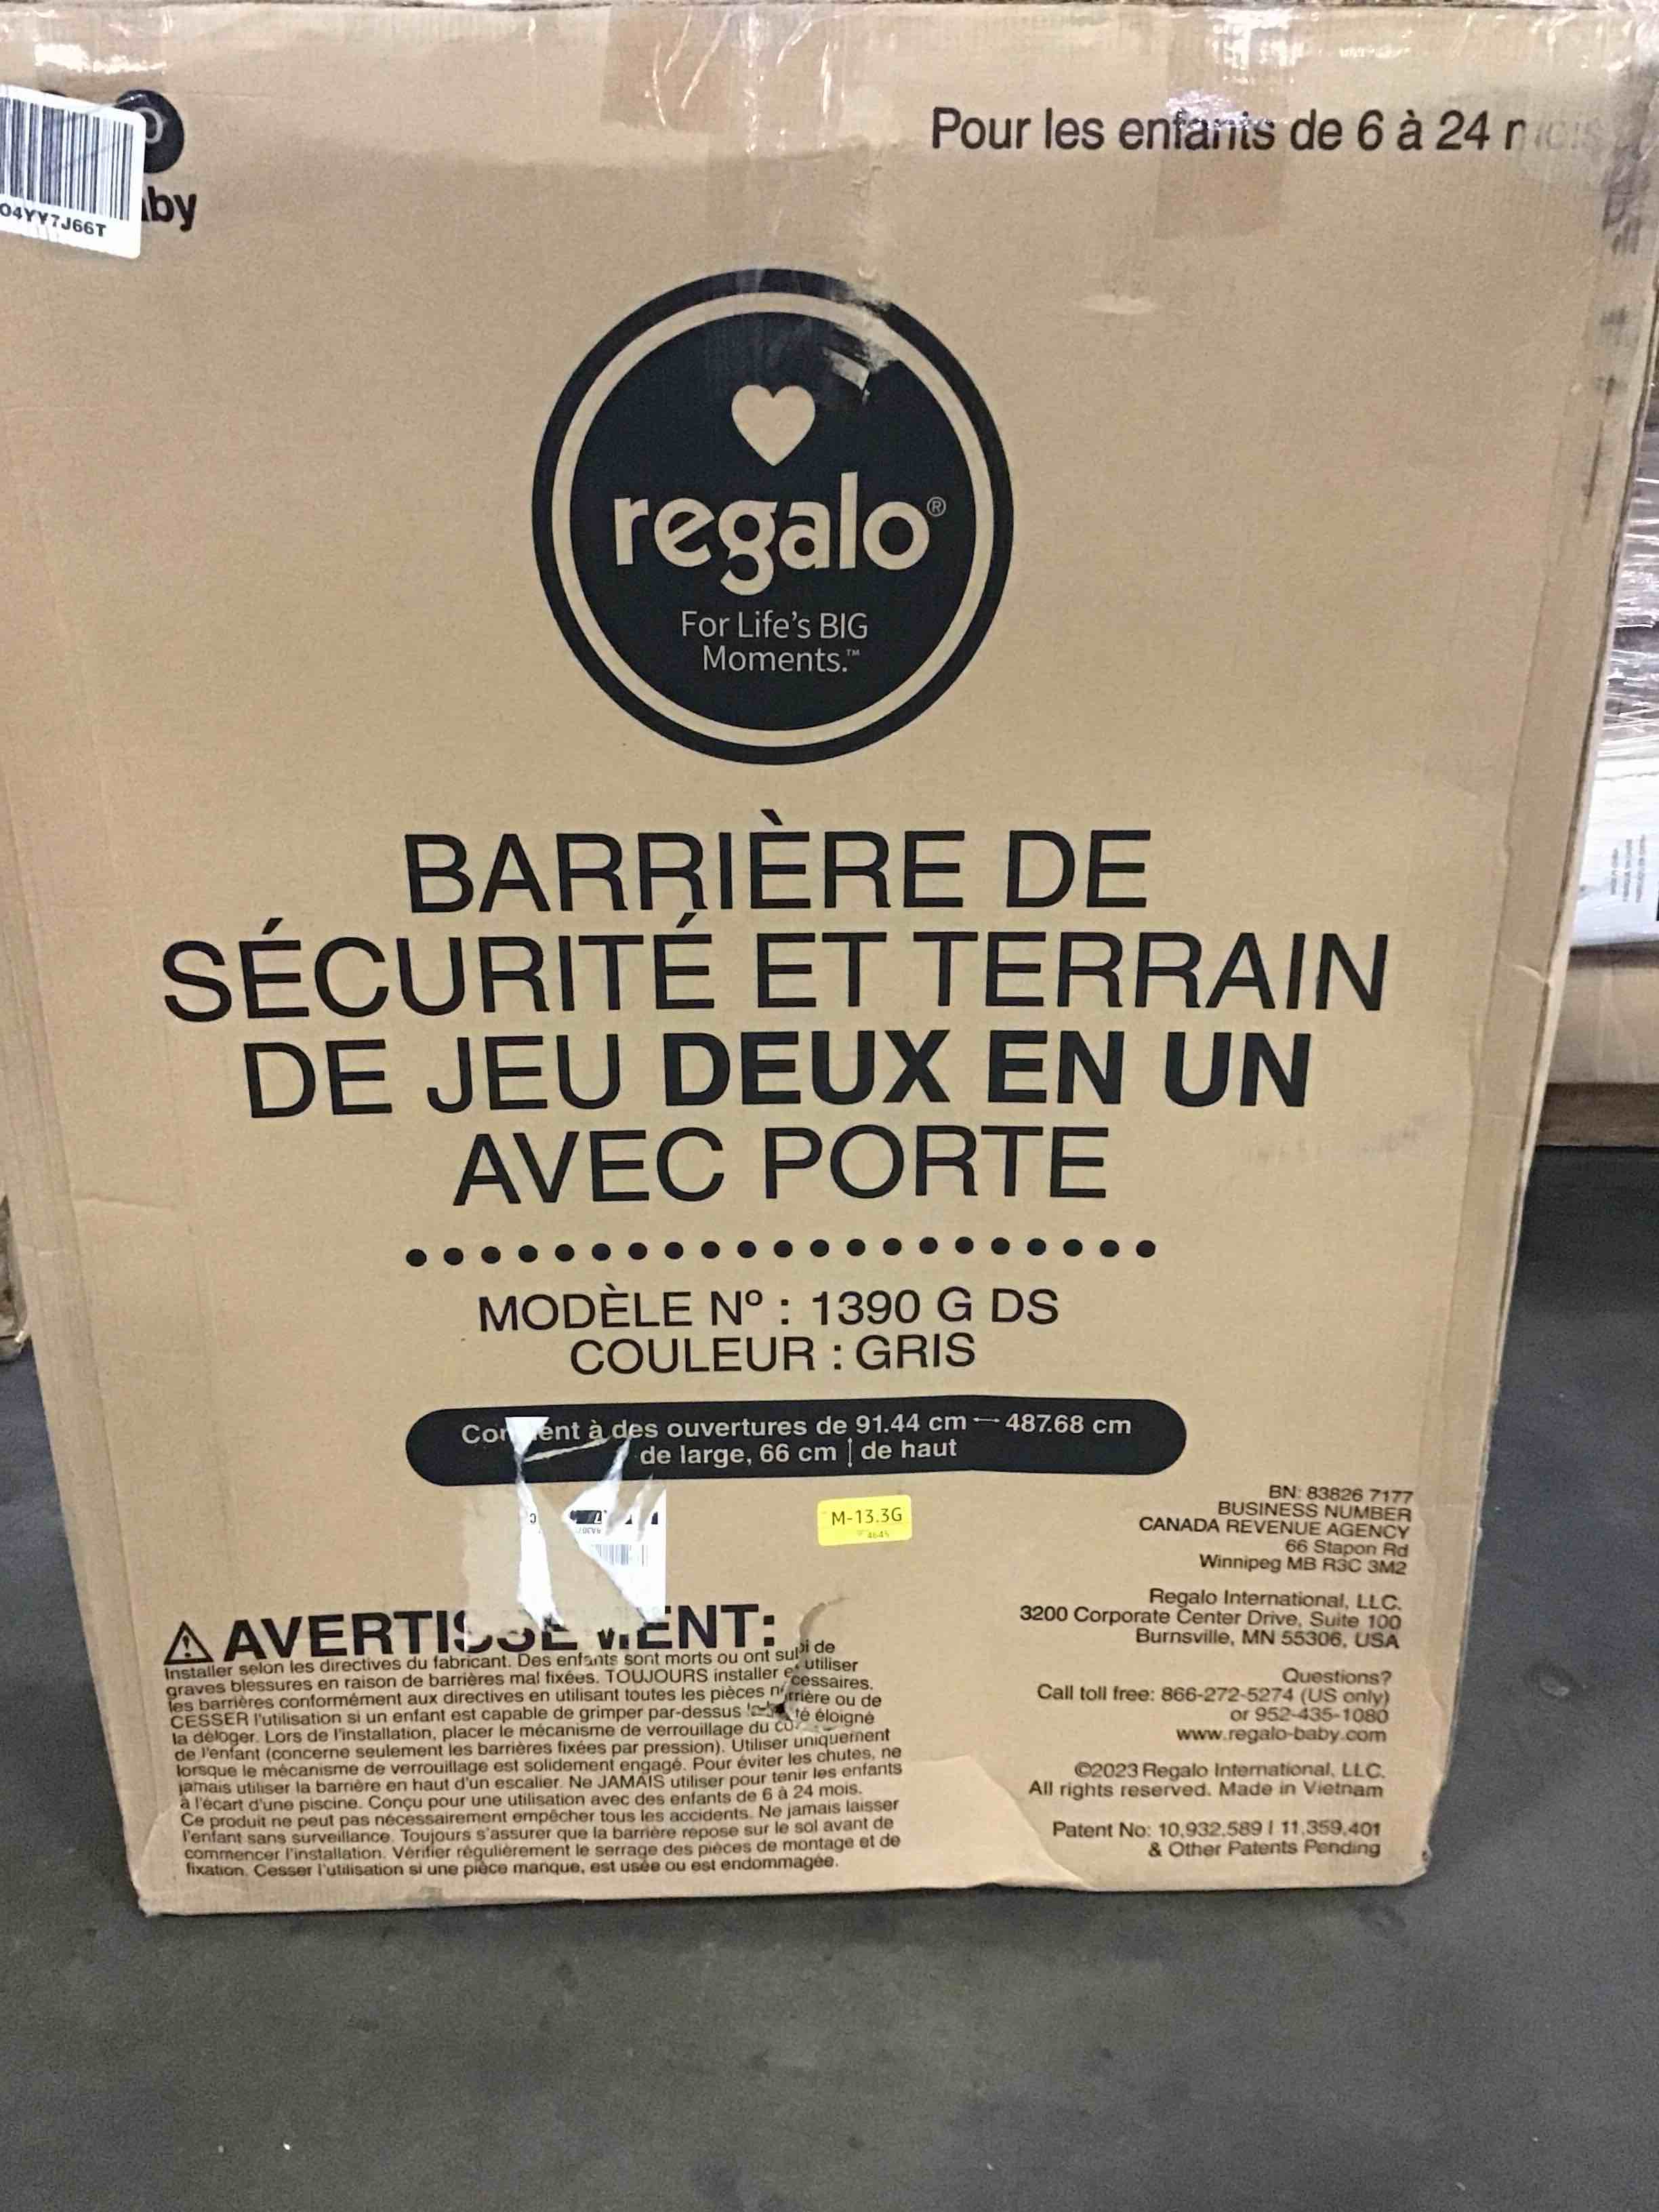 04YY7J66T
Pour les enfants de 6 à 24
regalo®
For Life's BIG
Moments.™
BARRIÈRE DE
SÉCURITÉ ET TERRAIN
DE JEU DEUX EN UN
AVEC PORTE
MODÈLE Nº : 1390 G DS
COULEUR : GRIS
à des ouvertures de 91.44 cm 487.68 cm
de large, 66 cm de haut
M-13.3G
BN: 83826 7177
BUSINESS NUMBER
CANADA REVENUE AGENCY
66 Stapon Rd
Winnipeg MB R3C 3M2
Regalo International, LLC.
3200 Corporate Center Drive, Suite 100
Burnsville, MN 55306, USA
Questions?
Call toll free: 866-272-5274 (US only)
or 952-435-1080
www.regalo-baby.com
©2023 Regalo International, LLC.
All rights reserved. Made in Vietnam
Patent No: 10,932,589 | 11,359,401
& Other Patents Pending
AVERTISSEMENT:
Installer selon les directives du fabricant. Des enfants sont morts ou ont de
graves blessures en raison de barrières mal fixées. TOUJOURS installer et utiliser
les barrières conformément aux directives en utilisant toutes les pièces nécessaires.
CESSER l'utilisation si un enfant est capable de grimper par-dessus ou de
la déloger. Lors de l'installation, placer le mécanisme de verrouillage du éloigné
de l'enfant (concerne seulement les barrières fixées par pression). Utiliser uniquement
lorsque le mécanisme de verrouillage est solidement engagé. Pour éviter les chutes, ne
jamais utiliser la barrière en haut d'un escalier. Ne JAMAIS utiliser pour tenir les enfants
à l'écart d'une piscine. Conçu pour une utilisation avec des enfants de 6 à 24 mois.
Ce produit ne peut pas nécessairement empêcher tous les accidents. Ne jamais laisser
l'enfant sans surveillance. Toujours s'assurer que la barrière repose sur le sol avant de
commencer l'installation. Vérifier régulièrement le serrage des pièces de montage et de
fixation. Cesser l'utilisation si une pièce manque, est usée ou est endommagée.